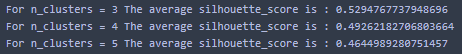 For n_clusters = 3 The average silhouette_score is : 0.5294767737948696
For n_clusters = 4 The average silhouette_score is : 0.49262182706803664
For n_clusters = 5 The average silhouette_score is : 0.4644989280751457